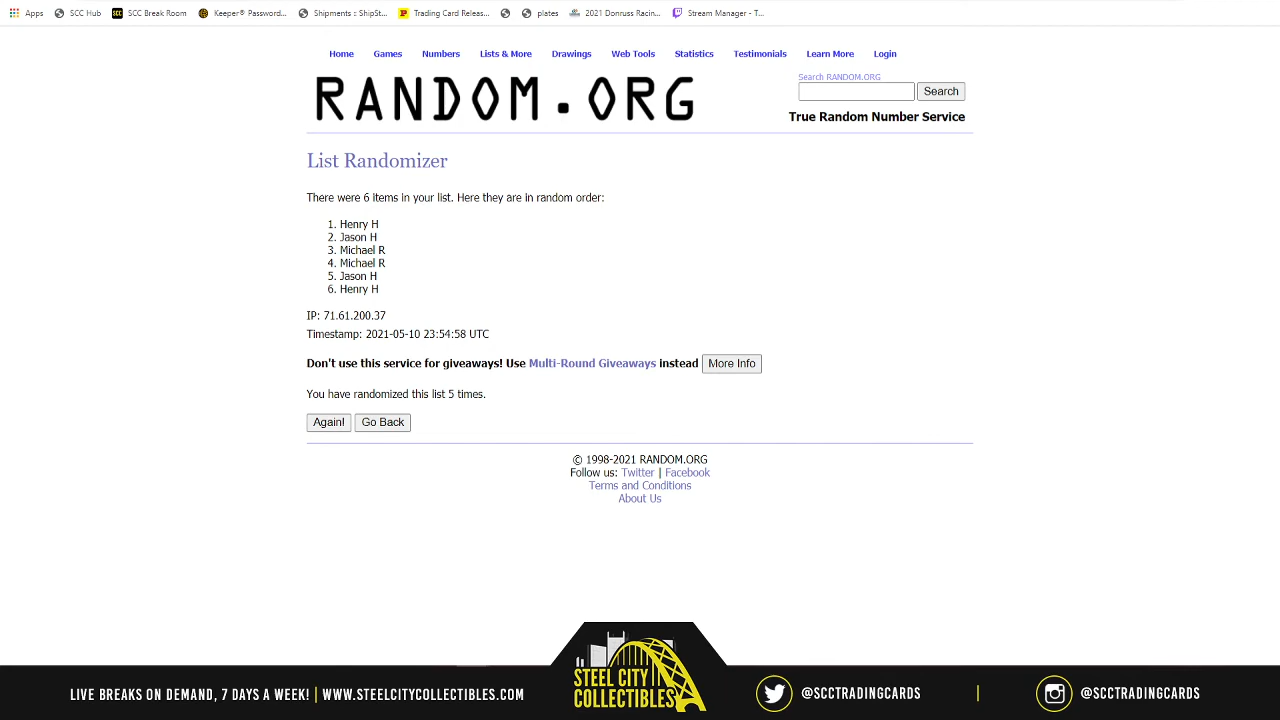 Apps SCC Hub SCC Break Room Keeper® Password... Shipments :: ShipSt... Trading Card Releas... plates 2021 Donruss Racin... Stream Manager - T...
Home Games Numbers Lists & More Drawings Web Tools Statistics Testimonials Learn More Login
RANDOM.ORG
Search RANDOM.ORG
Search
True Random Number Service
List Randomizer
There were 6 items in your list. Here they are in random order:
1. Henry H
2. Jason H
3. Michael R
4. Michael R
5. Jason H
6. Henry H
IP: 71.61.200.37
Timestamp: 2021-05-10 23:54:58 UTC
Don't use this service for giveaways! Use Multi-Round Giveaways instead More Info
You have randomized this list 5 times.
Again! Go Back
© 1998-2021 RANDOM.ORG
Follow us: Twitter | Facebook
Terms and Conditions
About Us
LIVE BREAKS ON DEMAND, 7 DAYS A WEEK! | WWW.STEELCITYCOLLECTIBLES.COM
STEEL CITY
COLLECTIBLES
@SCCTRADINGCARDS | @SCCTRADINGCARDS